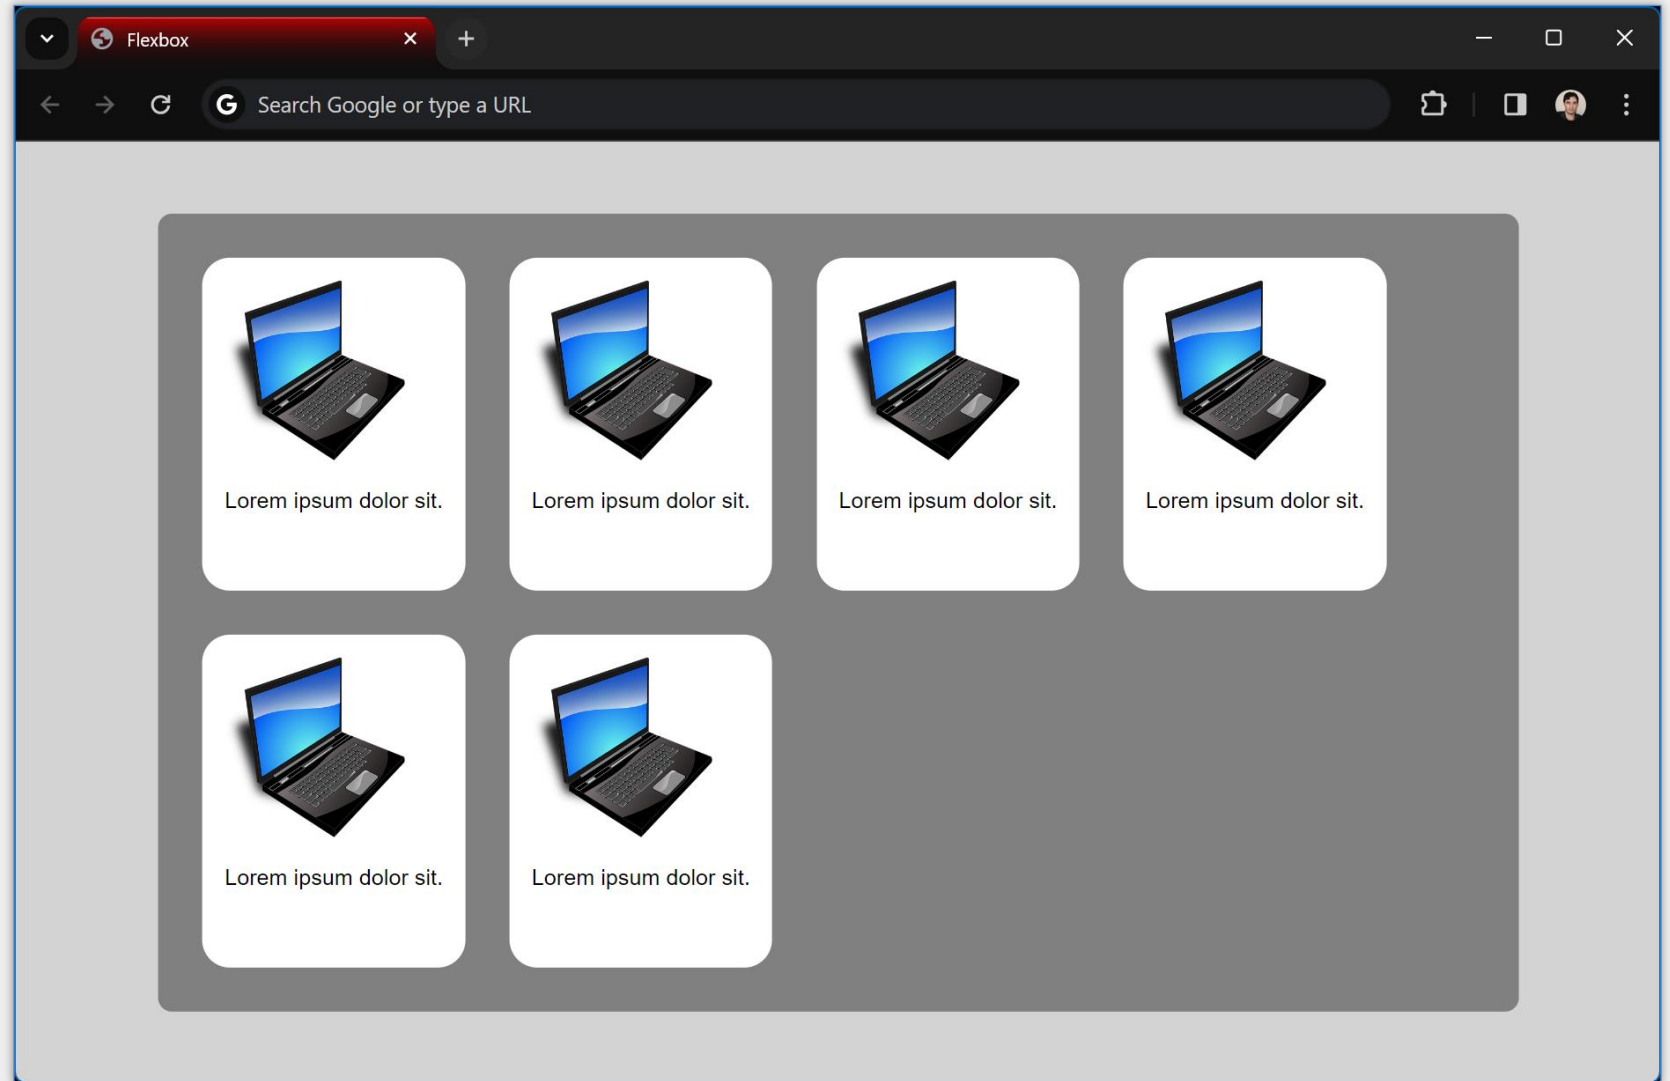 Flexbox
G Search Google or type a URL
Lorem ipsum dolor sit. Lorem ipsum dolor sit. Lorem ipsum dolor sit. Lorem ipsum dolor sit.
Lorem ipsum dolor sit. Lorem ipsum dolor sit.